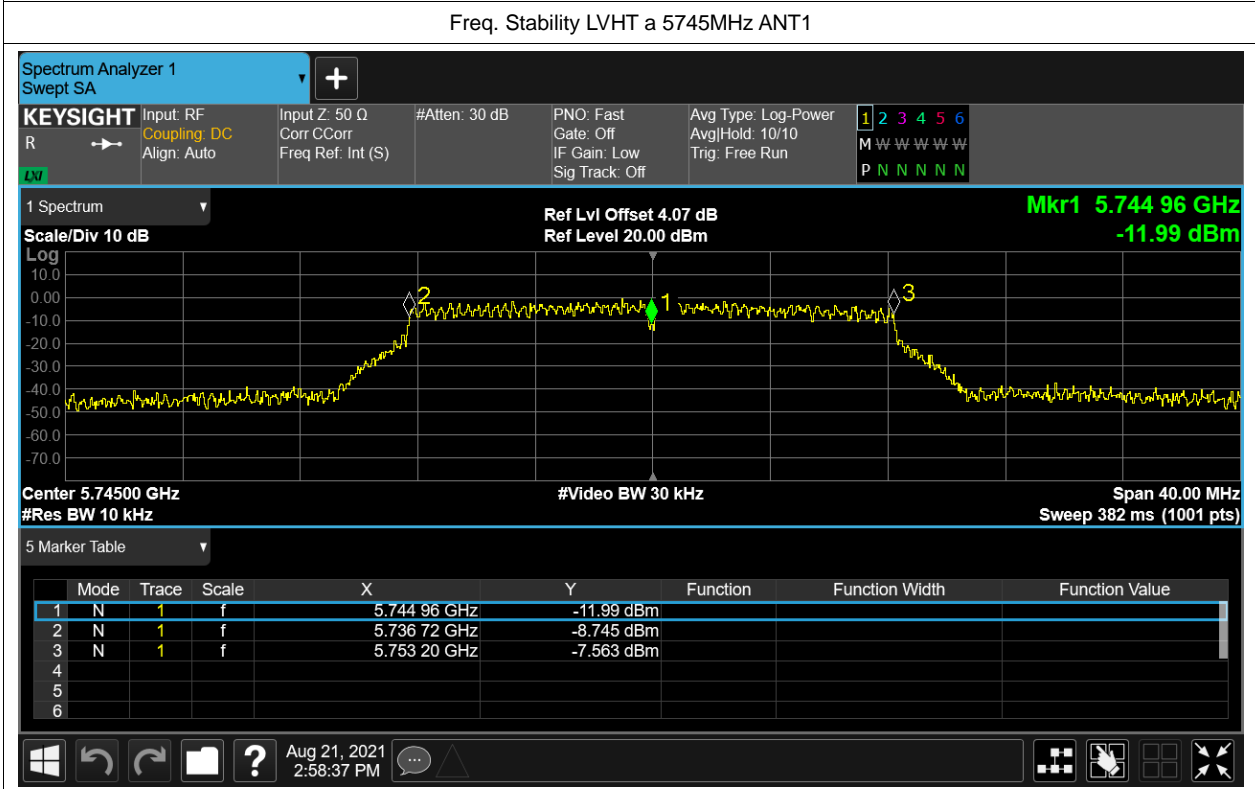 Freq. Stability LVHT a 5745MHz ANT1
Spectrum Analyzer 1
Swept SA
+
KEYSIGHT
R
LXI
Input: RF
Coupling: DC
Align: Auto
Input Z: 50 Ω
Corr CCorr
Freq Ref: Int (S)
#Atten: 30 dB
PNO: Fast
Gate: Off
IF Gain: Low
Sig Track: Off
Avg Type: Log-Power
Avg|Hold: 10/10
Trig: Free Run
1 2 3 4 5 6
M W W W W W
P N N N N N
1 Spectrum
Scale/Div 10 dB
Ref Lvl Offset 4.07 dB
Ref Level 20.00 dBm
Mkr1 5.744 96 GHz
-11.99 dBm
Log
10.0
0.00
-10.0
-20.0
-30.0
-40.0
-50.0
-60.0
-70.0
2
1
3
Center 5.74500 GHz
#Res BW 10 kHz
#Video BW 30 kHz
Span 40.00 MHz
Sweep 382 ms (1001 pts)
5 Marker Table
Mode Trace Scale X Y Function Function Width Function Value
1 N 1 f 5.744 96 GHz -11.99 dBm
2 N 1 f 5.736 72 GHz -8.745 dBm
3 N 1 f 5.753 20 GHz -7.563 dBm
4
5
6
?
Aug 21, 2021
2:58:37 PM